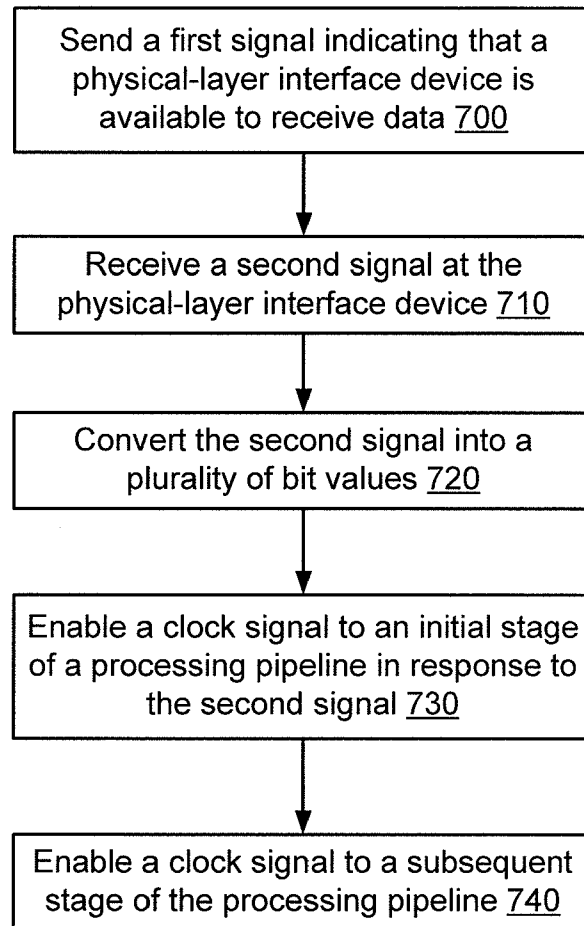 Send a first signal indicating that a
physical-layer interface device is
available to receive data 700
Receive a second signal at the
physical-layer interface device 710
Convert the second signal into a
plurality of bit values 720
Enable a clock signal to an initial stage
of a processing pipeline in response to
the second signal 730
Enable a clock signal to a subsequent
stage of the processing pipeline 740